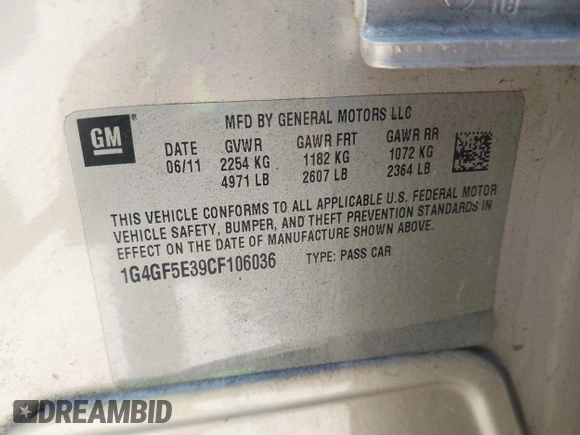 GM
MFD BY GENERAL MOTORS LLC
DATE GVWR GAWR FRT GAWR RR
06/11 2254 KG 1182 KG 1072 KG
4971 LB 2607 LB 2364 LB
THIS VEHICLE CONFORMS TO ALL APPLICABLE U.S. FEDERAL MOTOR
VEHICLE SAFETY, BUMPER, AND THEFT PREVENTION STANDARDS IN
EFFECT ON THE DATE OF MANUFACTURE SHOWN ABOVE.
1G4GF5E39CF106036 TYPE: PASS CAR
DREAMBID